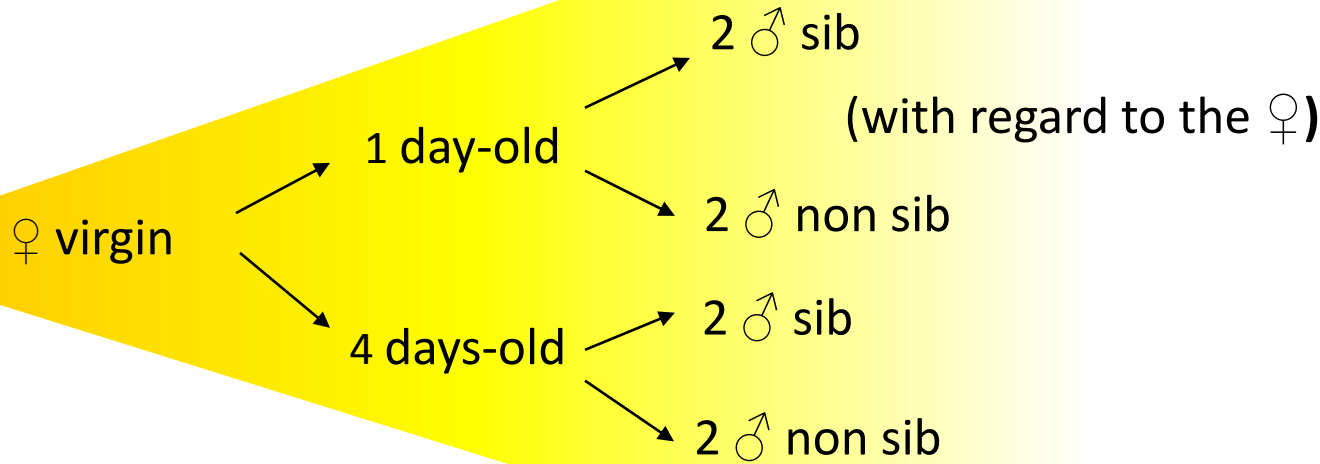 2 ♂ sib
(with regard to the ♀)
1 day-old
2 ♂ non sib
♀ virgin
2 ♂ sib
4 days-old
2 ♂ non sib